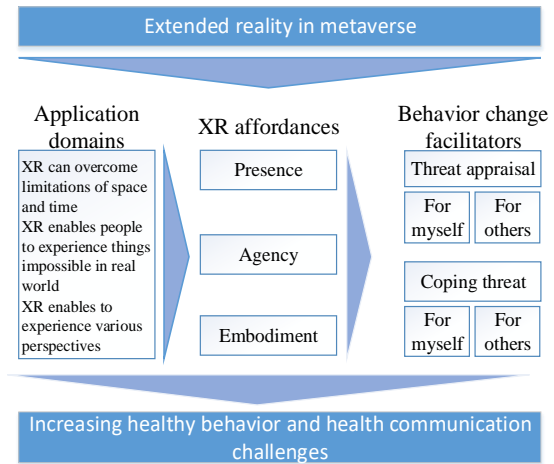 Extended reality in metaverse
Application
domains
XR can overcome
limitations of space
and time
XR enables people
to experience things
impossible in real
world
XR enables to
experience various
perspectives
XR affordances
Presence
Agency
Embodiment
Behavior change
facilitators
Threat appraisal
For
myself
For
others
Coping threat
For
myself
For
others
Increasing healthy behavior and health communication
challenges